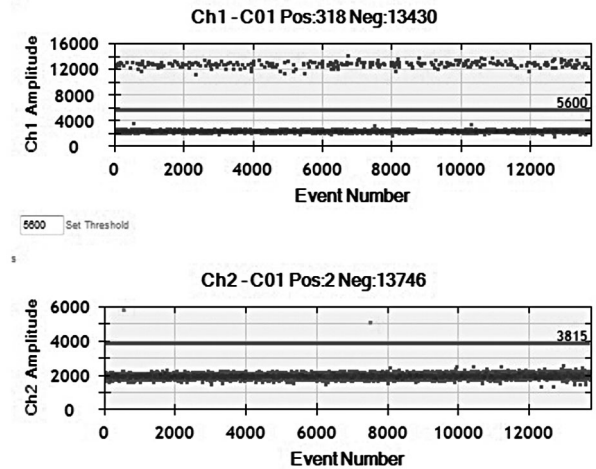 Ch1 - C01 Pos:318 Neg:13430
16000
12000
8000
4000
0
Ch1 Amplitude
5600
0 2000 4000 6000 8000 10000 12000
Event Number
5600 Set Threshold
s
Ch2 - C01 Pos:2 Neg:13746
6000
4000
2000
0
Ch2 Amplitude
3815
0 2000 4000 6000 8000 10000 12000
Event Number